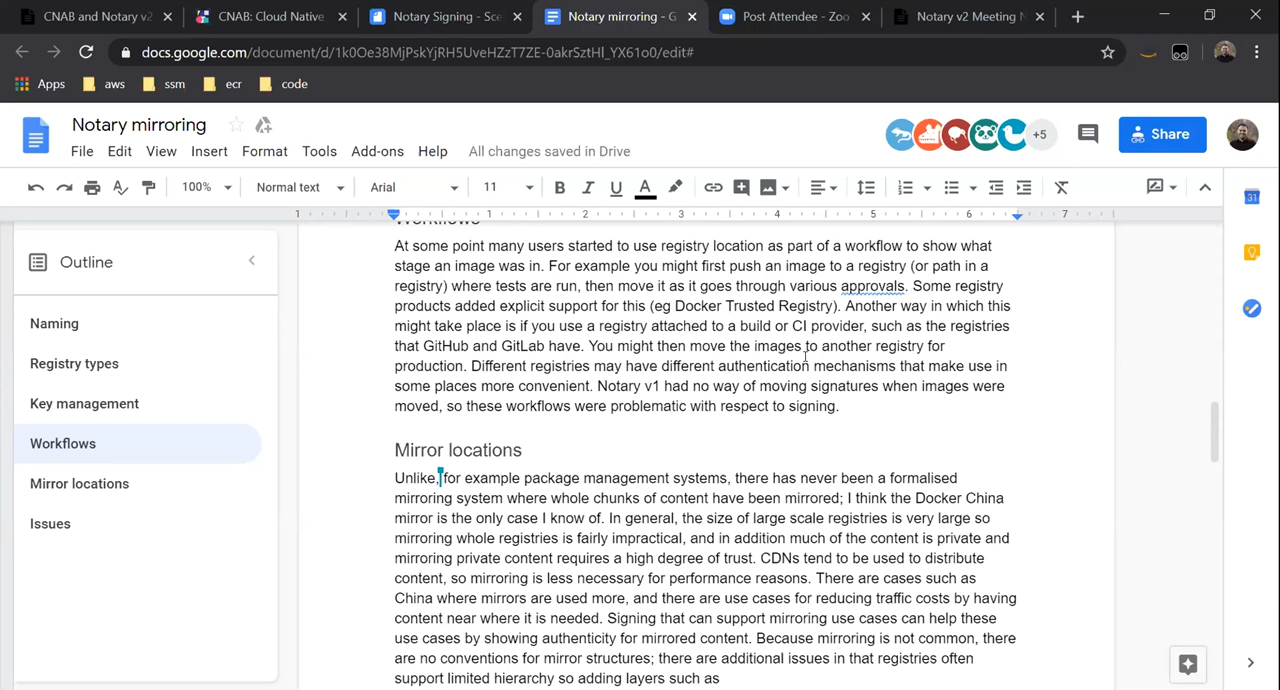 CNAB and Notary v2
CNAB: Cloud Native
Notary Signing - Sce
Notary mirroring - G
Post Attendee - Zoo
Notary v2 Meeting N
docs.google.com/document/d/1k0Oe38MjPskYjRH5UveHZzT7ZE-0akrSztHl_YX61o0/edit#
Apps
aws
ssm
ecr
code
Notary mirroring
File Edit View Insert Format Tools Add-ons Help All changes saved in Drive
+5
Share
100% Normal text Arial 11
1 1 2 3 4 5 6 7
Outline
Naming
Registry types
Key management
Workflows
Mirror locations
Issues
Workflows
At some point many users started to use registry location as part of a workflow to show what
stage an image was in. For example you might first push an image to a registry (or path in a
registry) where tests are run, then move it as it goes through various approvals. Some registry
products added explicit support for this (eg Docker Trusted Registry). Another way in which this
might take place is if you use a registry attached to a build or CI provider, such as the registries
that GitHub and GitLab have. You might then move the images to another registry for
production. Different registries may have different authentication mechanisms that make use in
some places more convenient. Notary v1 had no way of moving signatures when images were
moved, so these workflows were problematic with respect to signing.
Mirror locations
Unlike, for example package management systems, there has never been a formalised
mirroring system where whole chunks of content have been mirrored; I think the Docker China
mirror is the only case I know of. In general, the size of large scale registries is very large so
mirroring whole registries is fairly impractical, and in addition much of the content is private and
mirroring private content requires a high degree of trust. CDNs tend to be used to distribute
content, so mirroring is less necessary for performance reasons. There are cases such as
China where mirrors are used more, and there are use cases for reducing traffic costs by having
content near where it is needed. Signing that can support mirroring use cases can help these
use cases by showing authenticity for mirrored content. Because mirroring is not common, there
are no conventions for mirror structures; there are additional issues in that registries often
support limited hierarchy so adding layers such as
31